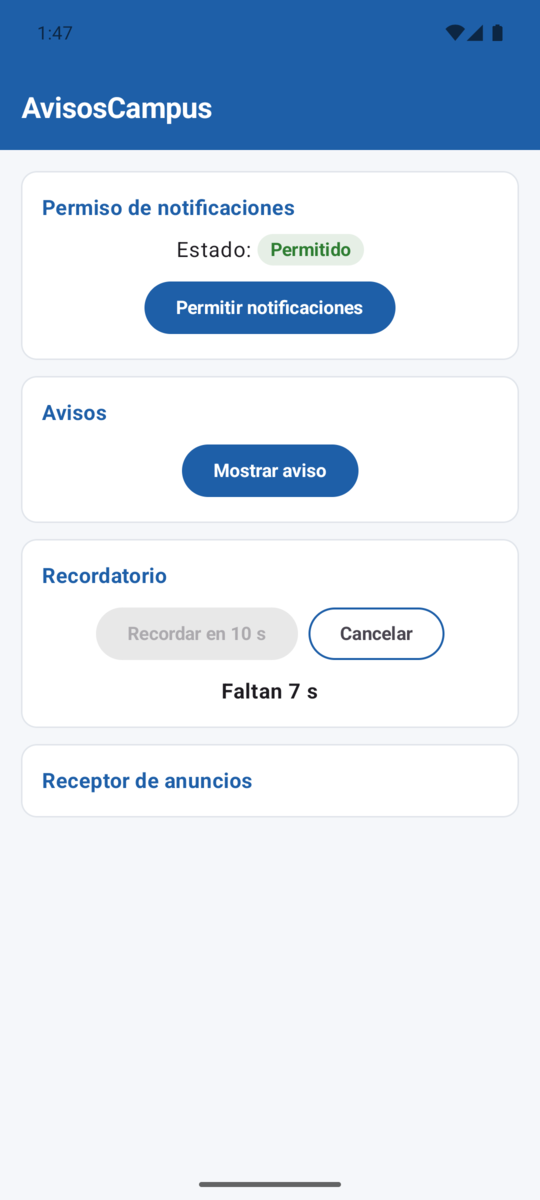 1:47
AvisosCampus
Permiso de notificaciones
Estado: Permitido
Permitir notificaciones
Avisos
Mostrar aviso
Recordatorio
Recordar en 10 s Cancelar
Faltan 7 s
Receptor de anuncios